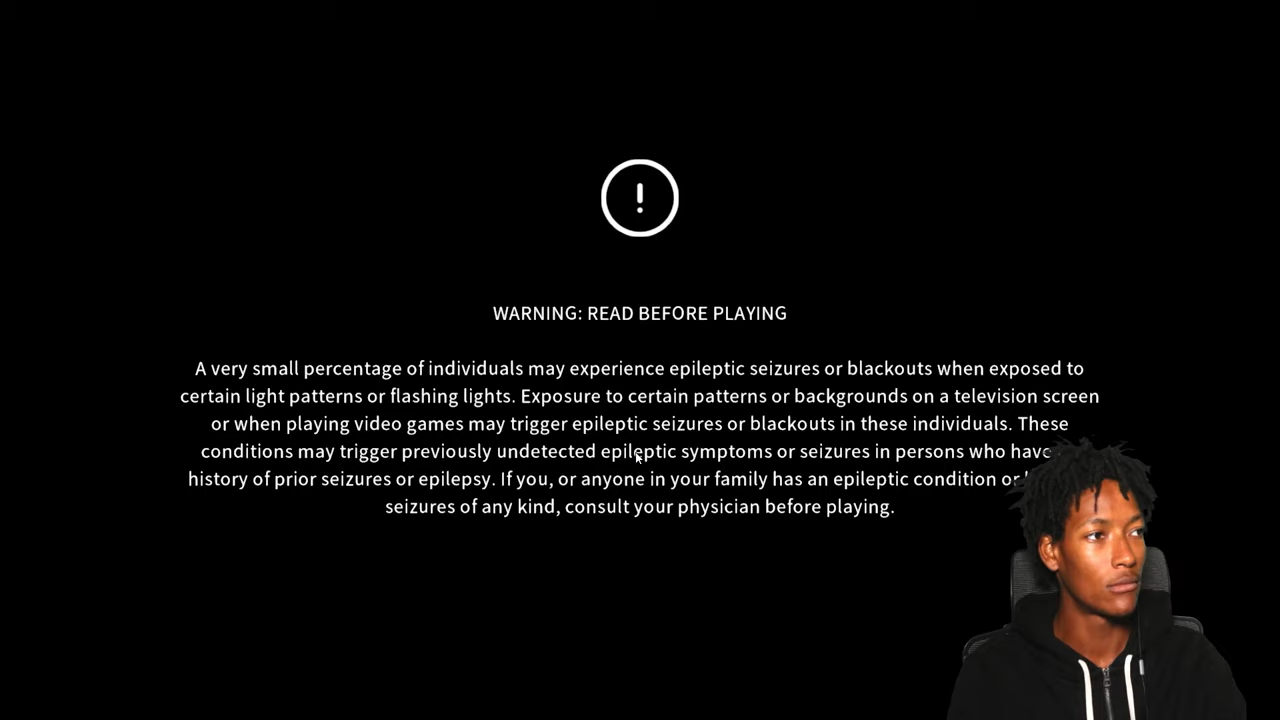 WARNING: READ BEFORE PLAYING
A very small percentage of individuals may experience epileptic seizures or blackouts when exposed to
certain light patterns or flashing lights. Exposure to certain patterns or backgrounds on a television screen
or when playing video games may trigger epileptic seizures or blackouts in these individuals. These
conditions may trigger previously undetected epileptic symptoms or seizures in persons who have
history of prior seizures or epilepsy. If you, or anyone in your family has an epileptic condition or
seizures of any kind, consult your physician before playing.